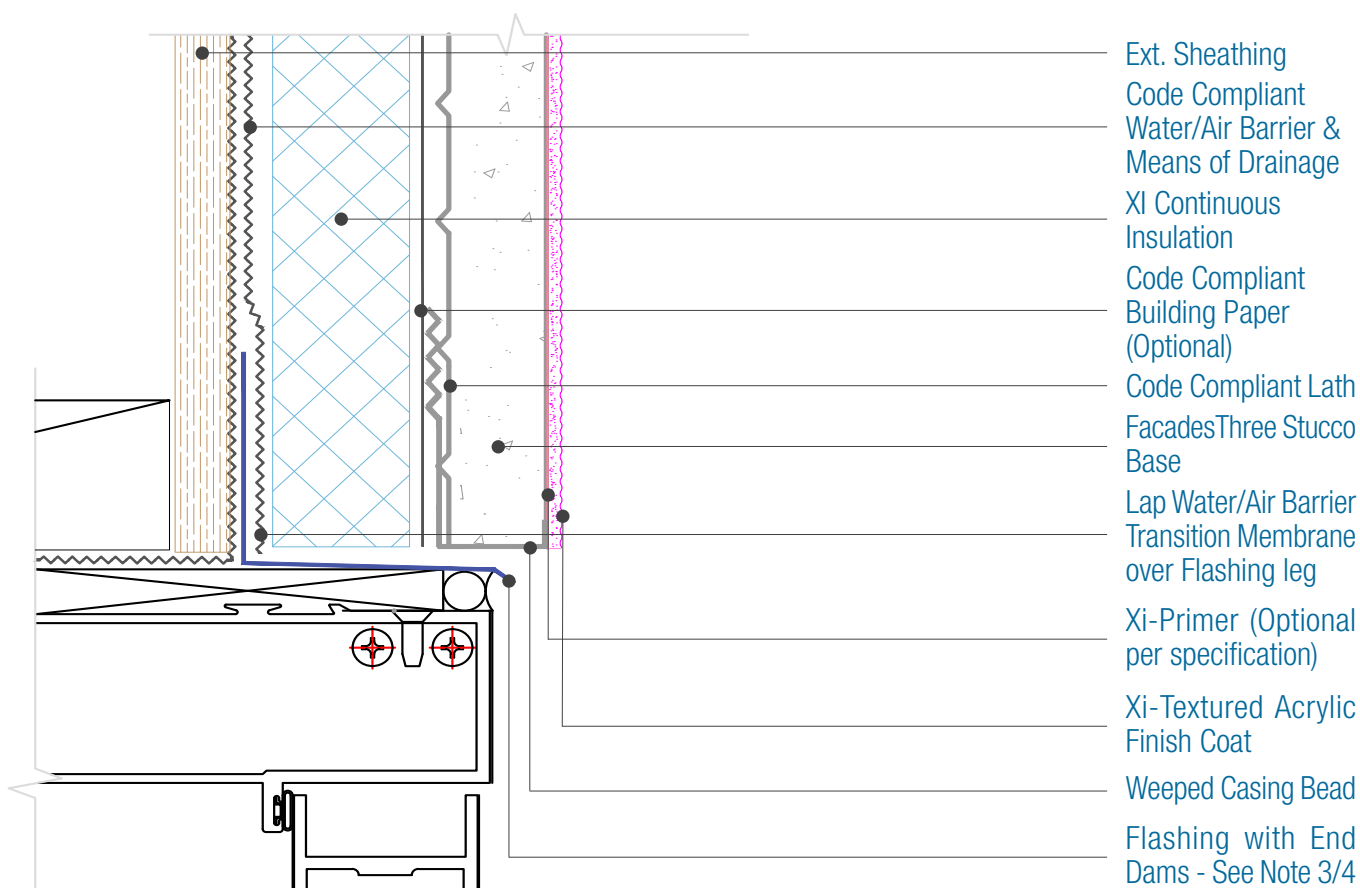 Ext. Sheathing
Code Compliant
Water/Air Barrier &
Means of Drainage
XI Continuous
Insulation
Code Compliant
Building Paper
(Optional)
Code Compliant Lath
FacadesThree Stucco
Base
Lap Water/Air Barrier
Transition Membrane
over Flashing leg
Xi-Primer (Optional
per specification)
Xi-Textured Acrylic
Finish Coat
Weeped Casing Bead
Flashing with End
Dams - See Note 3/4